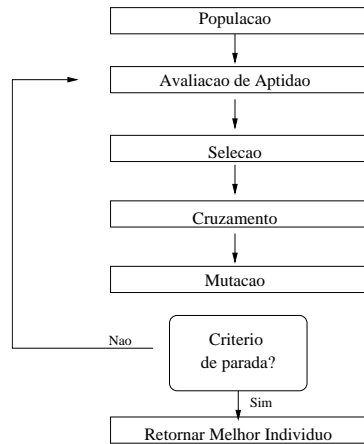 Populacao
Avaliacao de Aptidao
Selecao
Cruzamento
Mutacao
Nao
Criterio
de parada?
Sim
Retornar Melhor Individuo